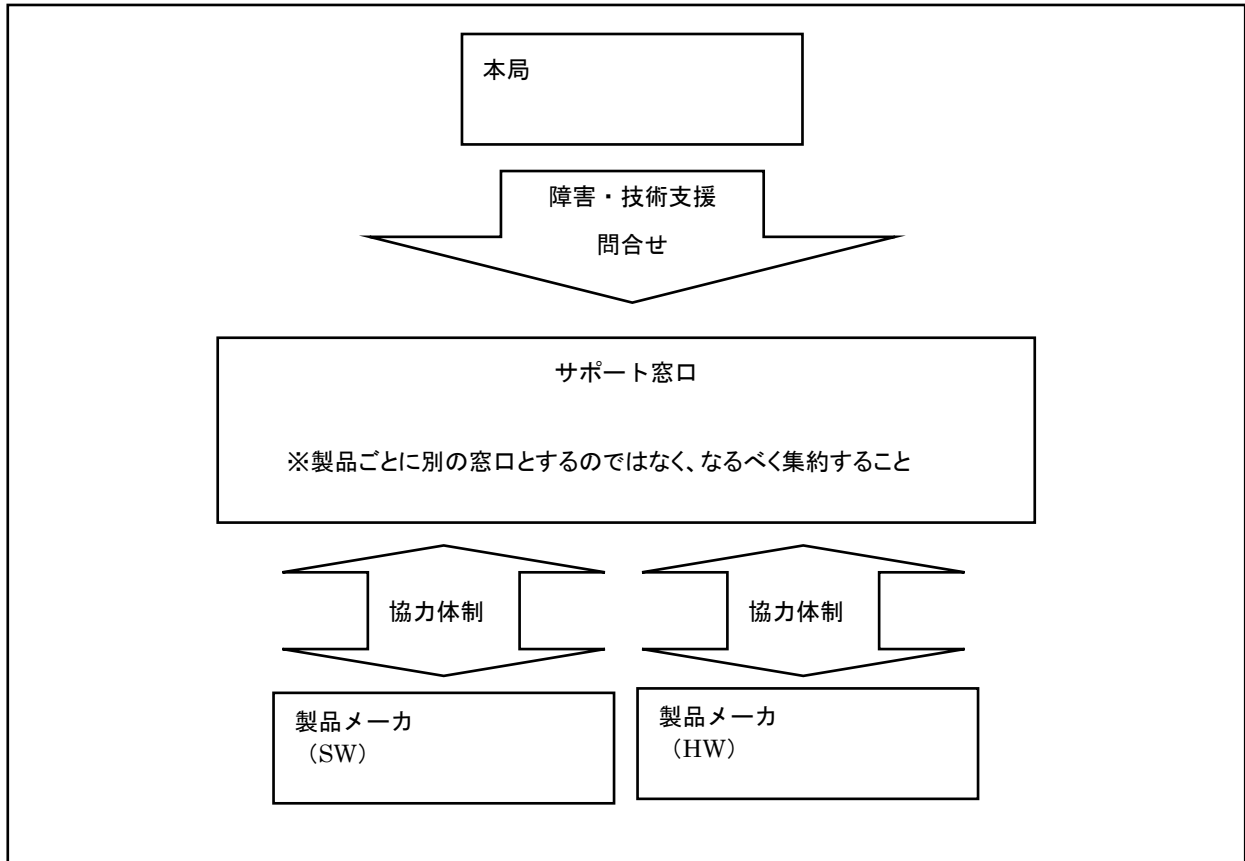 本局
障害・技術支援
問合せ
サポート窓口
※製品ごとに別の窓口とするのではなく、なるべく集約すること
協力体制
協力体制
製品メーカ
（SW）
製品メーカ
（HW）